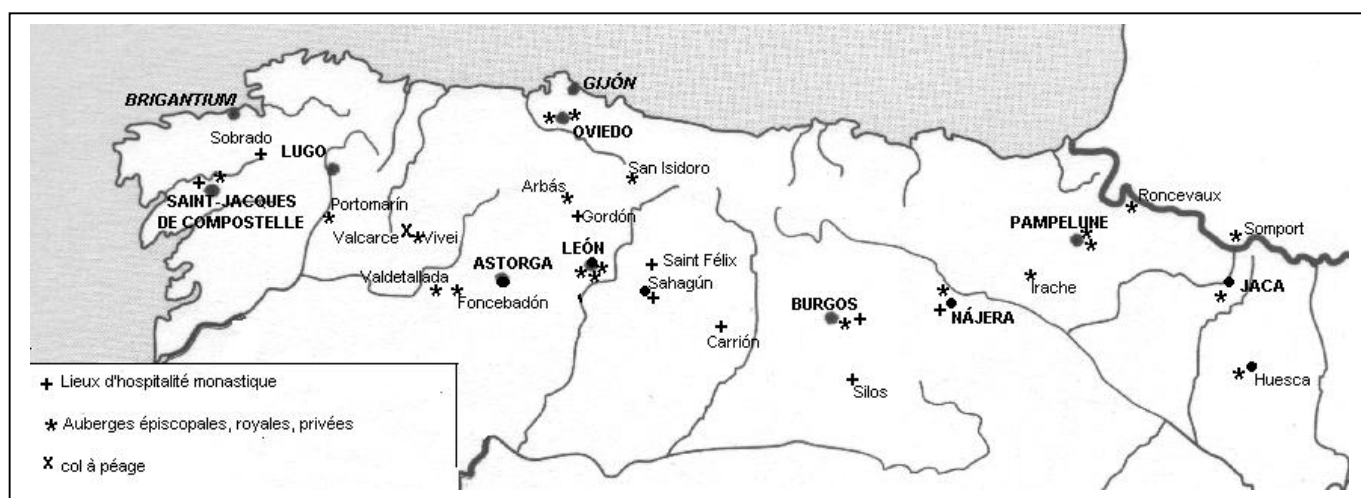 GIJÓN
BRIGANTIUM
Sobrado
OVIEDO
LUGO
San Isidoro
Arbás
SAINT-JACQUES
DE COMPOSTELLE
Portomarín
Gordón
Roncevaux
PAMPELUNE
Valcarce
Vivei
Somport
LEÓN
ASTORGA
Saint Félix
Valdetallada
Sahagún
Irache
JACA
Foncebadón
BURGOS
NÁJERA
Carrión
Huesca
Silos
+ Lieux d'hospitalité monastique
* Auberges épiscopales, royales, privées
x col à péage